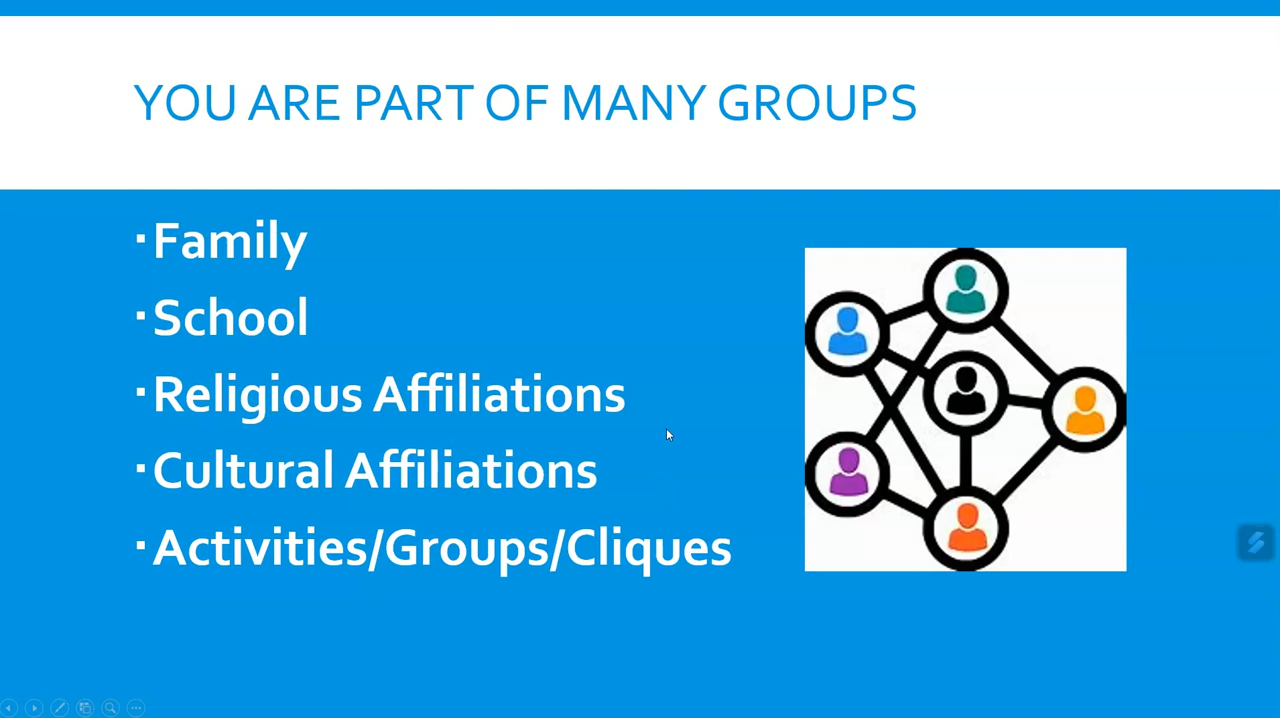 YOU ARE PART OF MANY GROUPS
▪Family
▪School
▪Religious Affiliations
▪Cultural Affiliations
▪Activities/Groups/Cliques